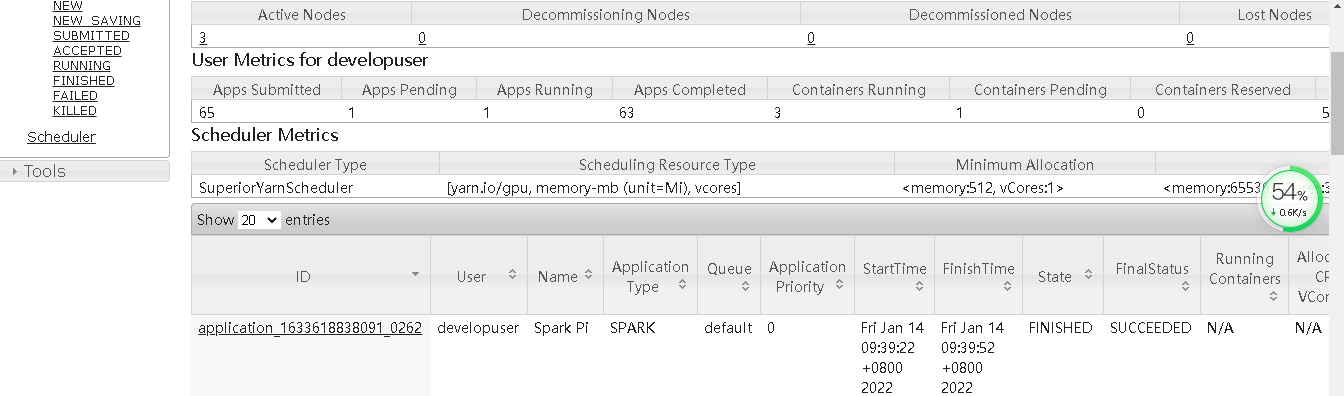 NEW
NEW_SAVING
SUBMITTED
ACCEPTED
RUNNING
FINISHED
FAILED
KILLED
Scheduler
Tools
Active Nodes Decommissioning Nodes Decommissioned Nodes Lost Nodes
3 0 0 0
User Metrics for developuser
Apps Submitted Apps Pending Apps Running Apps Completed Containers Running Containers Pending Containers Reserved
65 1 1 63 3 1 0 5
Scheduler Metrics
Scheduler Type Scheduling Resource Type Minimum Allocation
SuperiorYarnScheduler [yarn.io/gpu, memory-mb (unit=Mi), vcores] <memory:512, vCores:1>
54%
0.6K/s
Show 20 entries
ID User Name Application Type Queue Application Priority StartTime FinishTime State FinalStatus Running Containers
application_1633618838091_0262 developuser Spark Pi SPARK default 0 Fri Jan 14 Fri Jan 14 FINISHED SUCCEEDED N/A N/A
09:39:22 09:39:52
+0800 +0800
2022 2022